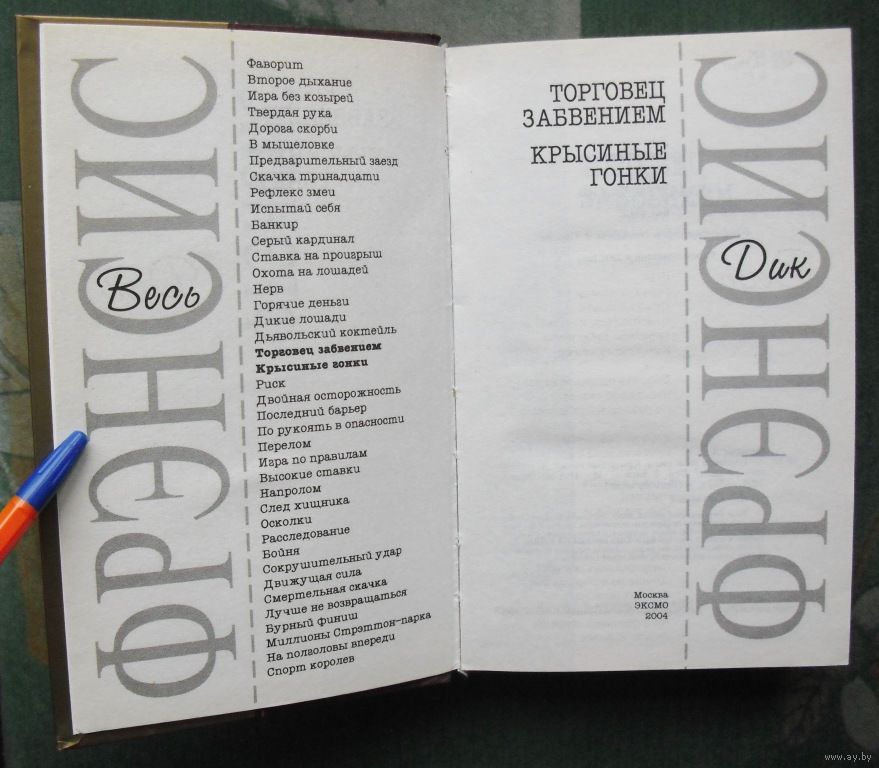 ФРЭНСИС
Весь
Фаворит
Второе дыхание
Игра без козырей
Твердая рука
Дорога скорби
В мышеловке
Предварительный заезд
Скачка тринадцати
Рефлекс змеи
Испытай себя
Банкир
Серый кардинал
Ставка на проигрыш
Охота на лошадей
Нерв
Горячие деньги
Дикие лошади
Дьявольский коктейль
Торговец забвением
Крысиные гонки
Риск
Двойная осторожность
Последний барьер
По рукоять в опасности
Перелом
Игра по правилам
Высокие ставки
Напролом
След хищника
Осколки
Расследование
Бойня
Сокрушительный удар
Движущая сила
Смертельная скачка
Лучше не возвращаться
Бурный финиш
Миллионы Стрэттон-парка
На полголовы впереди
Спорт королев
ТОРГОВЕЦ
ЗАБВЕНИЕМ
КРЫСИНЫЕ
ГОНКИ
Москва
ЭКСМО
2004
ФРЭНСИС
Дик
www.ay.by